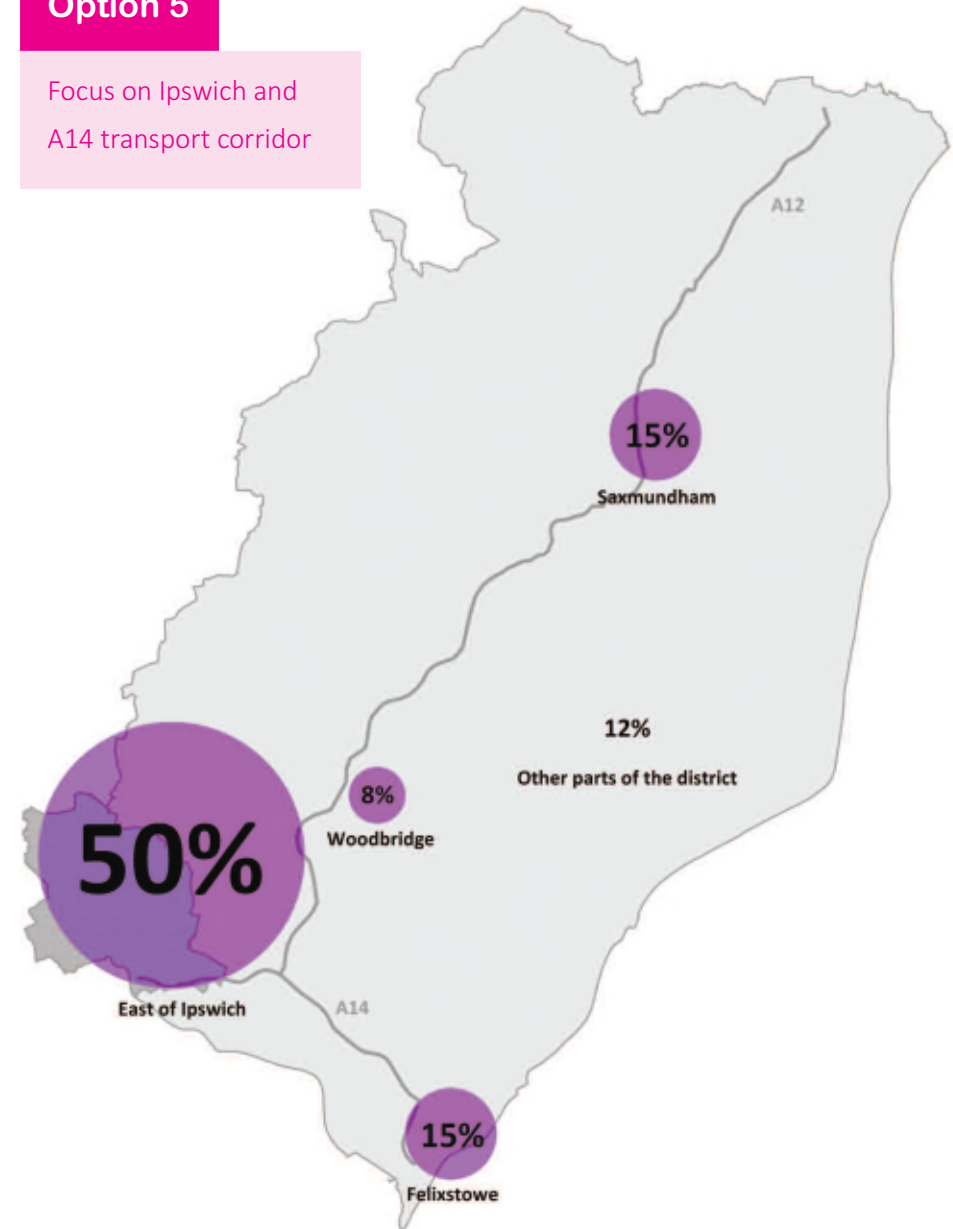 Option 5
Focus on Ipswich and
A14 transport corridor
A12
15%
Saxmundham
12%
Other parts of the district
8%
Woodbridge
50%
East of Ipswich
A14
15%
Felixstowe